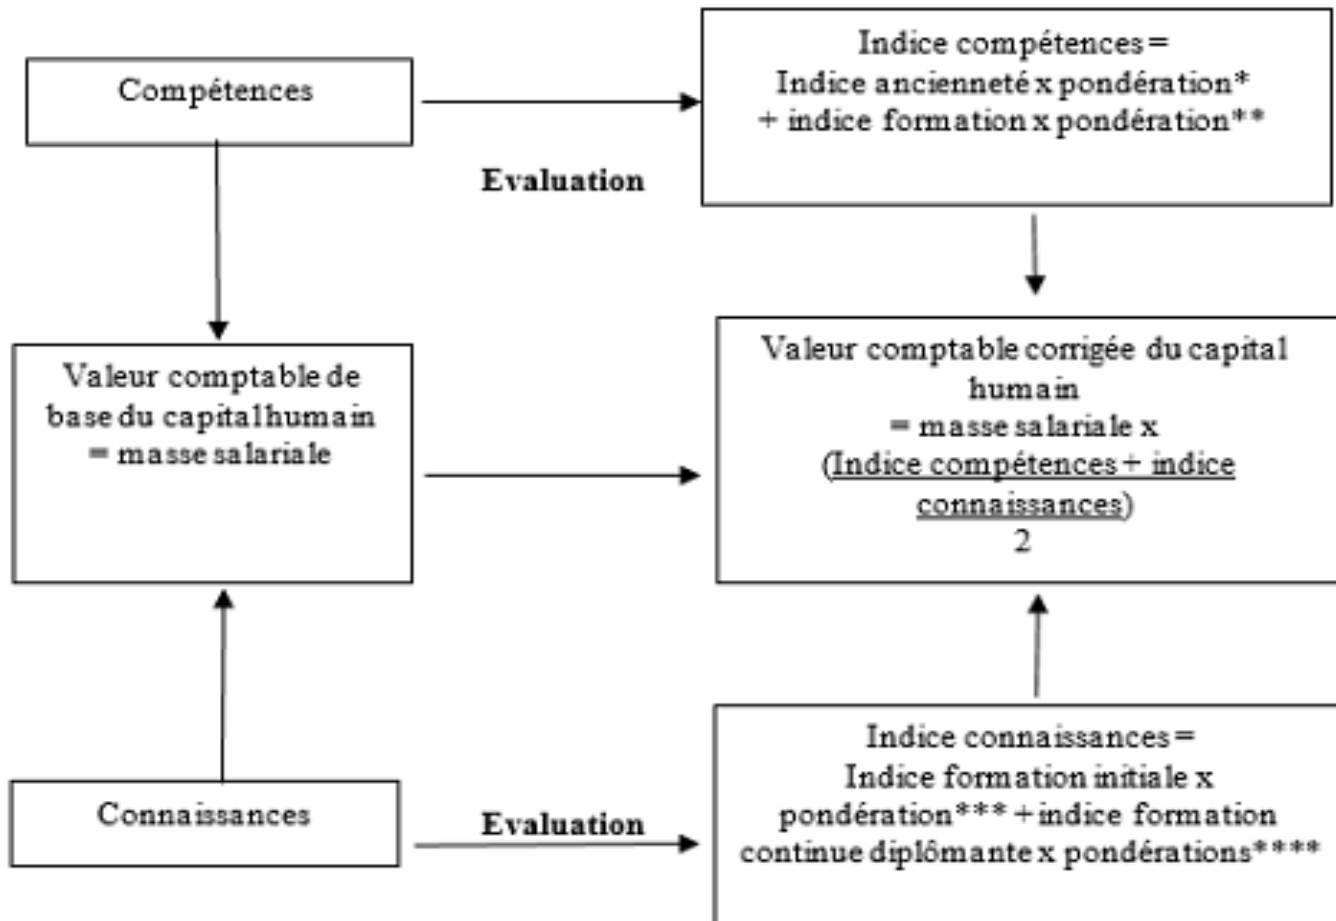 Compétences
Evaluation
Indice compétences =
Indice ancienneté x pondération*
+ indice formation x pondération**
Valeur comptable de
base du capital humain
= masse salariale
Valeur comptable corrigée du capital
humain
= masse salariale x
(Indice compétences + indice
connaissances)
2
Connaissances
Evaluation
Indice connaissances =
Indice formation initiale x
pondération*** + indice formation
continue diplômante x pondérations****